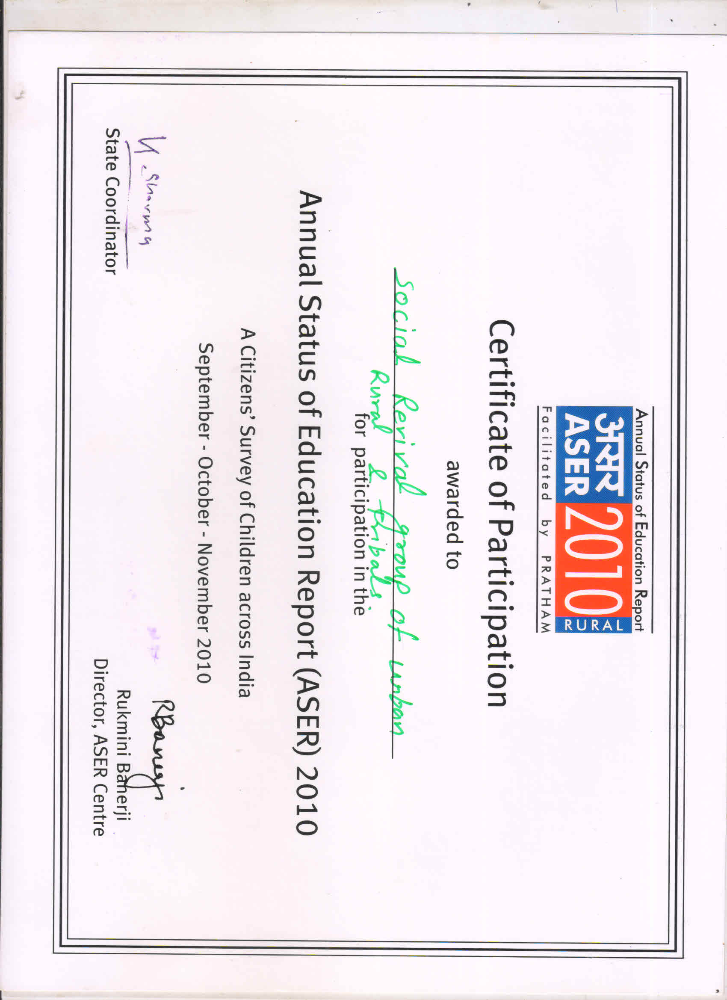 Annual Status of Education Report
असर
ASER 2010 RURAL
Facilitated by PRATHAM
Certificate of Participation
awarded to
Social Revival group of urban
Rural & tribals.
for participation in the
Annual Status of Education Report (ASER) 2010
A Citizens' Survey of Children across India
September - October - November 2010
Sharma
State Coordinator
RBanerji
Rukmini Banerji
Director, ASER Centre